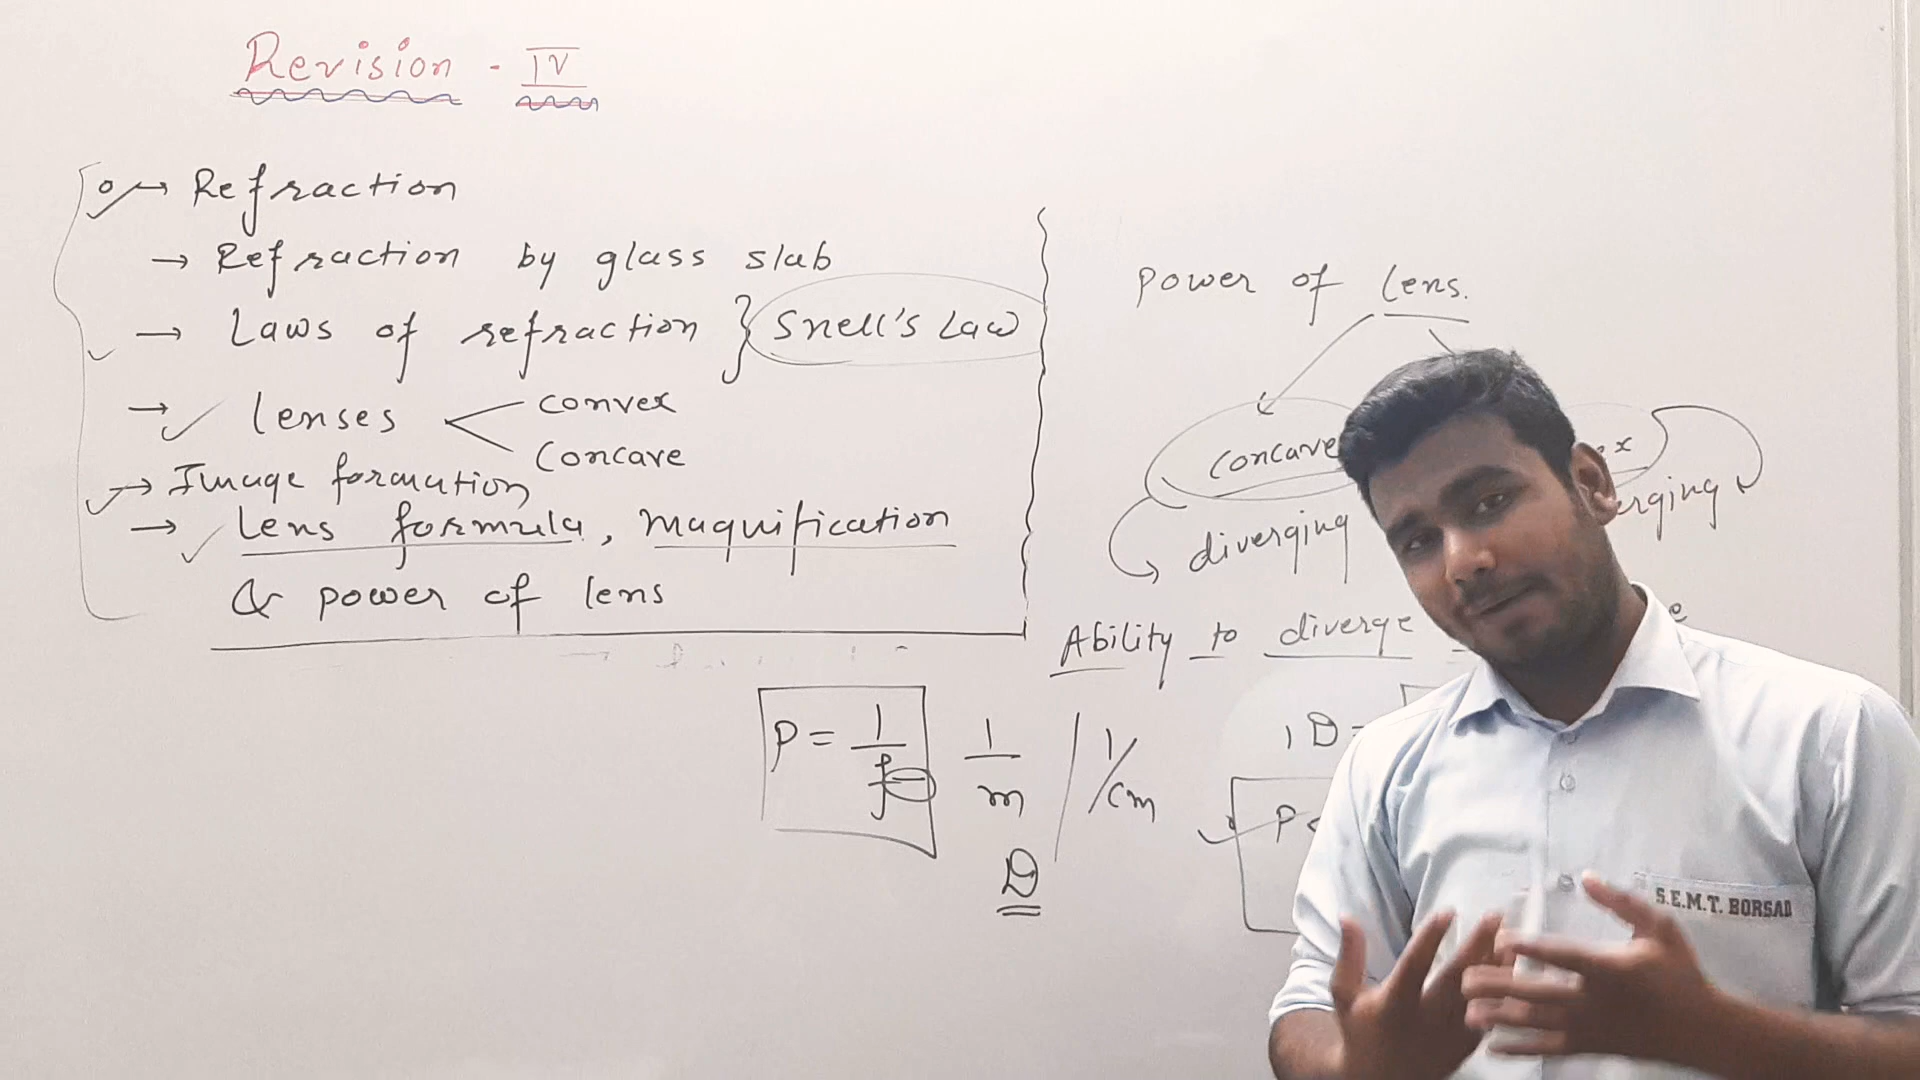 Revision - IV
→ Refraction
→ Refraction by glass slab
→ Laws of refraction } Snell's Law
→ lenses < convex
concave
→ Image formation
→ Lens formula, magnification
& power of lens
P = 1/f
1/m / 1/cm
D
power of lens.
concave
diverging
Ability to diverge
1 D =
P
S.E.M.T. BORSAD